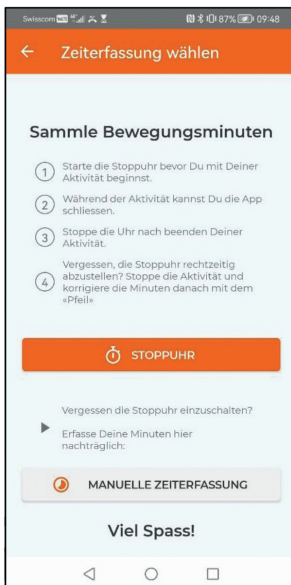 Swisscom 87% 09:48
Zeiterfassung wählen
Sammle Bewegungsminuten
1 Starte die Stoppuhr bevor Du mit Deiner
Aktivität beginnst.
2 Während der Aktivität kannst Du die App
schliessen.
3 Stoppe die Uhr nach beenden Deiner
Aktivität.
Vergessen, die Stoppuhr rechtzeitig
4 abzustellen? Stoppe die Aktivität und
korrigiere die Minuten danach mit dem
«Pfeil»
STOPPUHR
Vergessen die Stoppuhr einzuschalten?
Erfasse Deine Minuten hier
nachträglich:
MANUELLE ZEITERFASSUNG
Viel Spass!